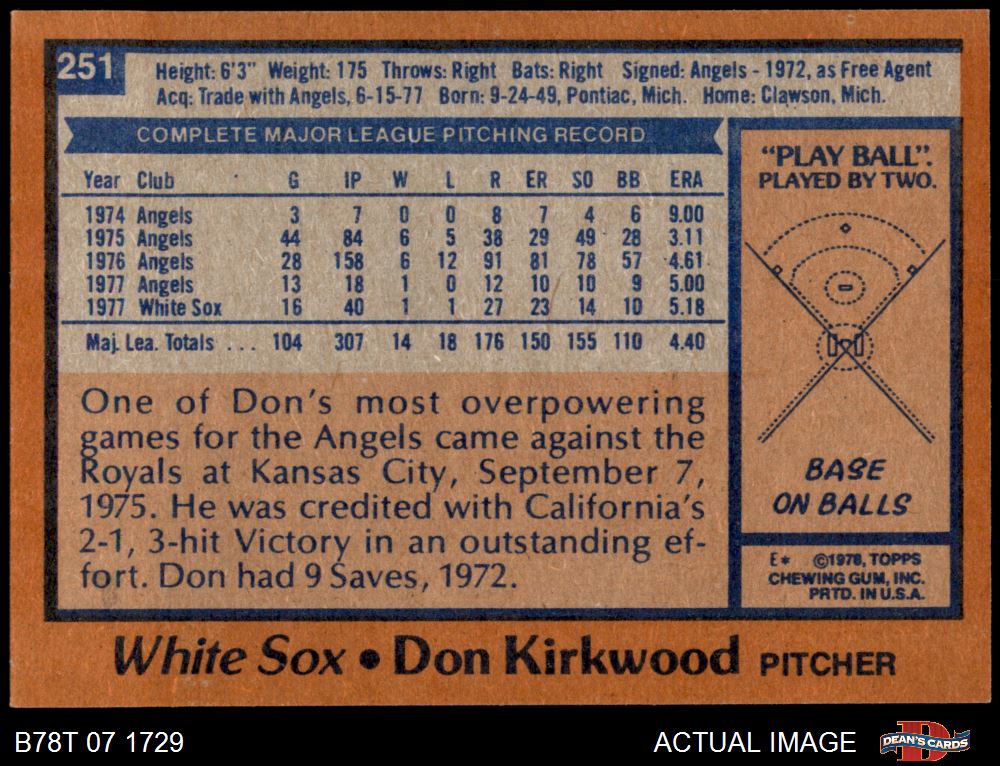 251
Height: 6'3" Weight: 175 Throws: Right Bats: Right Signed: Angels - 1972, as Free Agent
Acq: Trade with Angels, 6-15-77 Born: 9-24-49, Pontiac, Mich. Home: Clawson, Mich.
COMPLETE MAJOR LEAGUE PITCHING RECORD
Year Club G IP W L R ER SO BB ERA
1974 Angels 3 7 0 0 8 7 4 6 9.00
1975 Angels 44 84 6 5 38 29 49 28 3.11
1976 Angels 28 158 6 12 91 81 78 57 4.61
1977 Angels 13 18 1 0 12 10 10 9 5.00
1977 White Sox 16 40 1 1 27 23 14 10 5.18
Maj. Lea. Totals ... 104 307 14 18 176 150 155 110 4.40
One of Don's most overpowering
games for the Angels came against the
Royals at Kansas City, September 7,
1975. He was credited with California's
2-1, 3-hit Victory in an outstanding ef-
fort. Don had 9 Saves, 1972.
"PLAY BALL".
PLAYED BY TWO.
BASE
ON BALLS
E* ©1978, TOPPS
CHEWING GUM, INC.
PRTD. IN U.S.A.
White Sox • Don Kirkwood PITCHER
B78T 07 1729
ACTUAL IMAGE
D
DEAN'S CARDS